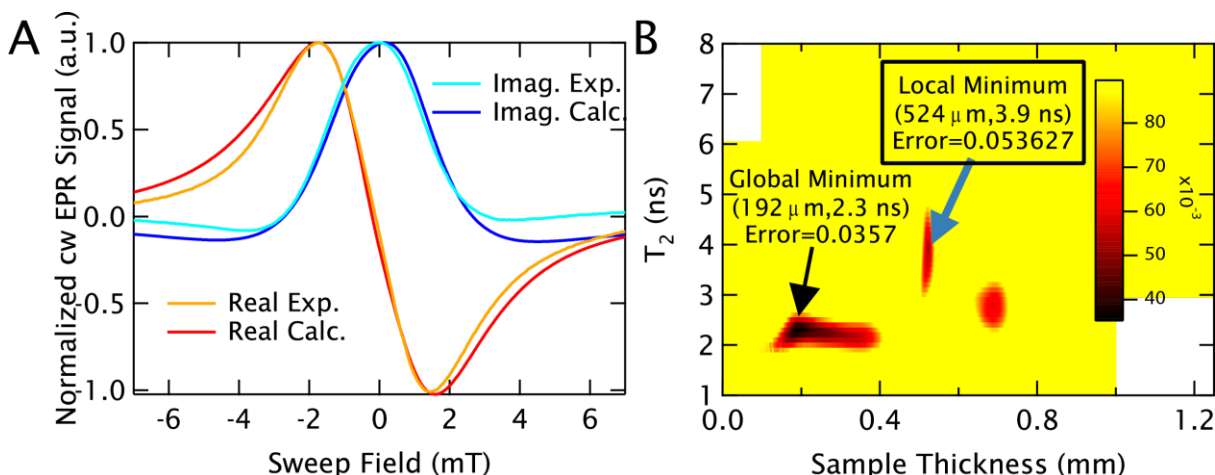 A
Normalized cw EPR Signal (a.u.)
1.0
0.5
0.0
-0.5
-1.0
Imag. Exp.
Imag. Calc.
Real Exp.
Real Calc.
-6 -4 -2 0 2 4 6
Sweep Field (mT)
B
T2 (ns)
8
7
6
5
4
3
2
1
Local Minimum
(524 μm,3.9 ns)
Error=0.053627
Global Minimum
(192 μm,2.3 ns)
Error=0.0357
80
70
60
50
40
x10-3
0.0 0.4 0.8 1.2
Sample Thickness (mm)